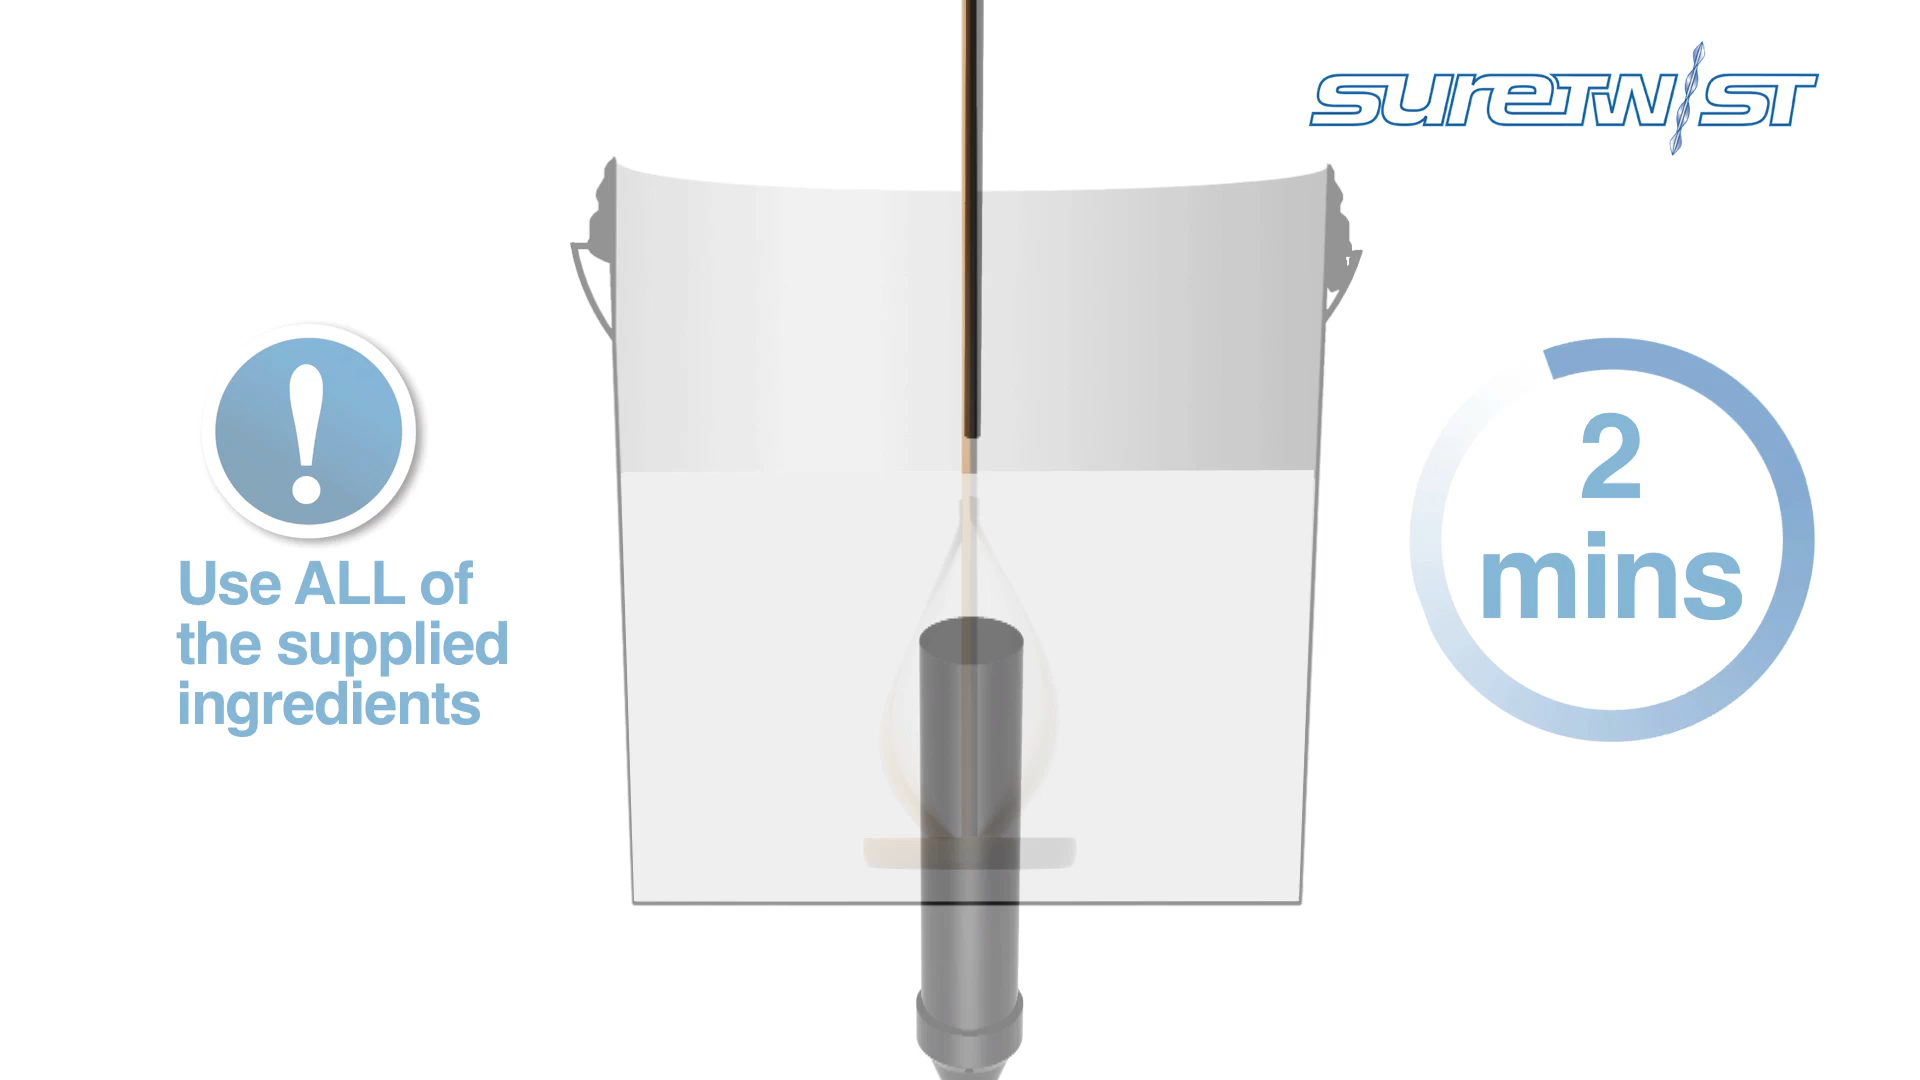 sureTWIST
!
Use ALL of
the supplied
ingredients
2
mins